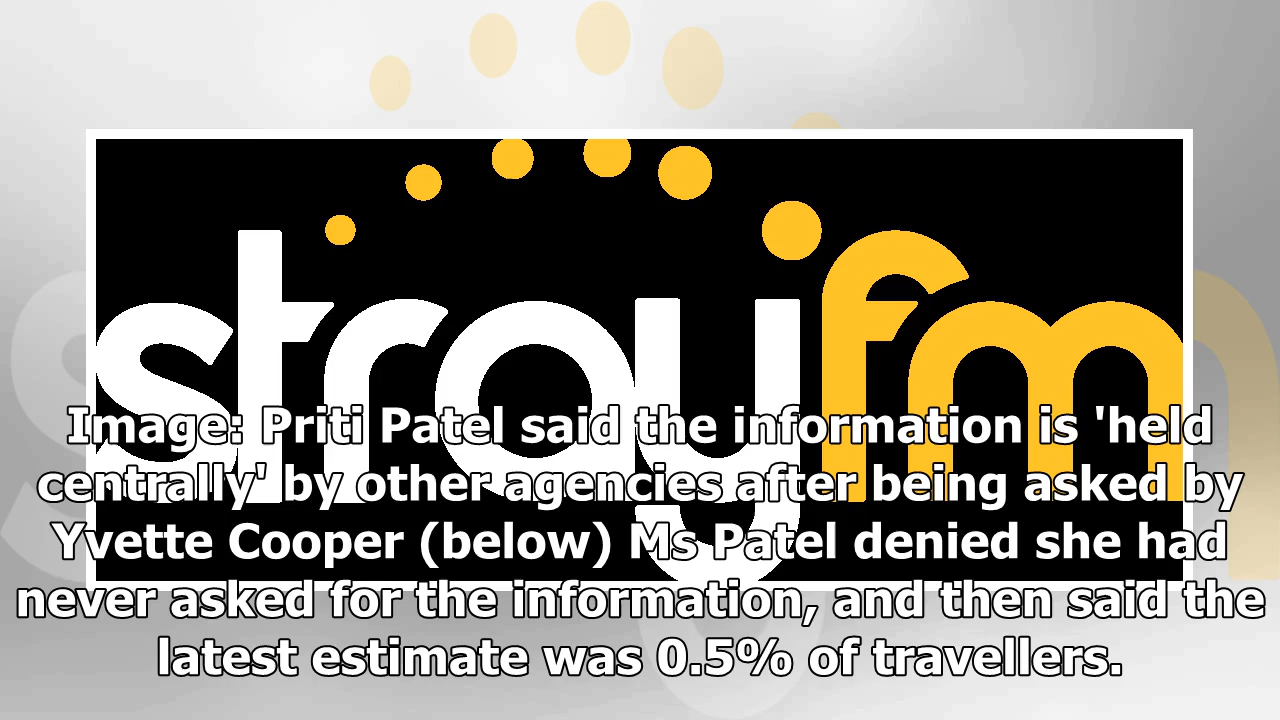 strayfm
Image: Priti Patel said the information is 'held
centrally' by other agencies after being asked by
Yvette Cooper (below) Ms Patel denied she had
never asked for the information, and then said the
latest estimate was 0.5% of travellers.